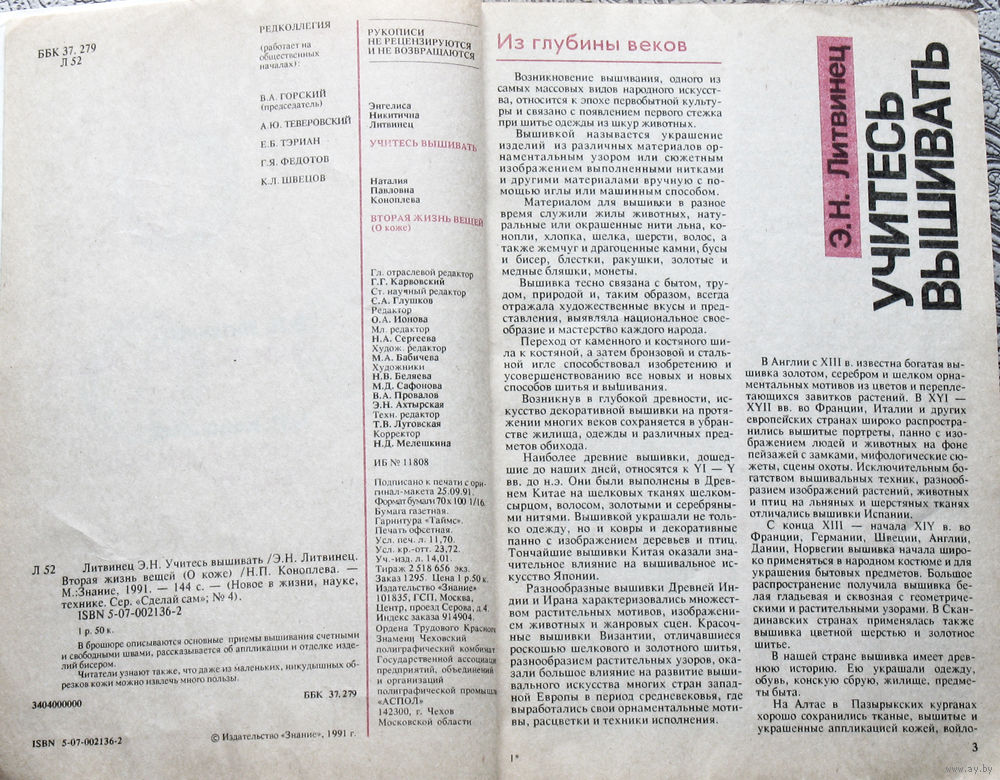 ББК 37. 279
Л 52
РЕДКОЛЛЕГИЯ
(работает на
общественных
началах):
В.А. ГОРСКИЙ
(председатель)
А.Ю. ТЕВЕРОВСКИЙ
Е.Б. ТЭРИАН
Г.Я. ФЕДОТОВ
К.Л. ШВЕЦОВ
Л 52 Литвинец Э.Н. Учитесь вышивать /Э.Н. Литвинец.
Вторая жизнь вещей (О коже) /Н.П. Коноплева. —
М.:Знание, 1991. — 144 с. — (Новое в жизни, науке,
технике. Сер. «Сделай сам»; № 4).
ISBN 5-07-002136-2
1 р. 50 к.
В брошюре описываются основные приемы вышивания счетными
и свободными швами, рассказывается об аппликации и отделке изде-
лий бисером.
Читатели узнают также, что даже из маленьких, никудышных об-
резков кожи можно извлечь много пользы.
3404000000
ББК 37.279
ISBN 5-07-002136-2
© Издательство «Знание», 1991 г.
РУКОПИСИ
НЕ РЕЦЕНЗИРУЮТСЯ
И НЕ ВОЗВРАЩАЮТСЯ
Энгелиса
Никитична
Литвинец
УЧИТЕСЬ ВЫШИВАТЬ
Наталия
Павловна
Коноплева
ВТОРАЯ ЖИЗНЬ ВЕЩЕЙ
(О коже)
Гл. отраслевой редактор
Г.Г. Карвовский
Ст. научный редактор
С.А. Глушков
Редактор
О.А. Ионова
Мл. редактор
Н.А. Сергеева
Худож. редактор
М.А. Бабичева
Художники
Н.В. Беляева
М.Д. Сафонова
В.А. Провалов
Э.Н. Ахтырская
Техн. редактор
Т.В. Луговская
Корректор
Н.Д. Мелешкина
ИБ № 11808
Подписано к печати с ори-
гинал-макета 25.09.91.
Формат бумаги 70х100 1/16.
Бумага газетная.
Гарнитура «Таймс».
Печать офсетная.
Усл. печ. л. 11,70.
Усл. кр.-отт. 23,72.
Уч.-изд. л. 14.01.
Тираж 2 518 656 экз.
Заказ 1295. Цена 1 р.50 к.
Издательство «Знание»
101835, ГСП, Москва,
Центр, проезд Серова, д.4.
Индекс заказа 914904.
Ордена Трудового Красного
Знамени Чеховский
полиграфический комбинат
Государственной ассоциации
предприятий, объединений
и организаций
полиграфической промыш
«АСПОЛ»
142300, г. Чехов
Московской области
Из глубины веков
Возникновение вышивания, одного из
самых массовых видов народного искусст-
ва, относится к эпохе первобытной культу-
ры и связано с появлением первого стежка
при шитье одежды из шкур животных.
Вышивкой называется украшение
изделий из различных материалов ор-
наментальным узором или сюжетным
изображением выполненными нитками
и другими материалами вручную с по-
мощью иглы или машинным способом.
Материалом для вышивки в разное
время служили жилы животных, нату-
ральные или окрашенные нити льна, ко-
нопли, хлопка, шелка, шерсти, волос, а
также жемчуг и драгоценные камни, бусы
и бисер, блестки, ракушки, золотые и
медные бляшки, монеты.
Вышивка тесно связана с бытом, тру-
дом, природой и, таким образом, всегда
отражала художественные вкусы и пред-
ставления, выявляла национальное свое-
образие и мастерство каждого народа.
Переход от каменного и костяного ши-
ла к костяной, а затем бронзовой и сталь-
ной игле способствовал изобретению и
усовершенствованию все новых и новых
способов шитья и вышивания.
Возникнув в глубокой древности, ис-
кусство декоративной вышивки на протя-
жении многих веков сохраняется в убран-
стве жилища, одежды и различных пред-
метов обихода.
Наиболее древние вышивки, дошед-
шие до наших дней, относятся к YI — Y
вв. до н.э. Они были выполнены в Древ-
нем Китае на шелковых тканях шелком-
сырцом, волосом, золотыми и серебряны-
ми нитями. Вышивкой украшали не толь-
ко одежду, но и ковры и декоративные
панно с изображением деревьев и птиц.
Тончайшие вышивки Китая оказали зна-
чительное влияние на вышивальное ис-
кусство Японии.
Разнообразные вышивки Древней Ин-
дии и Ирана характеризовались множест-
вом растительных мотивов, изображени-
ем животных и жанровых сцен. Красоч-
ные вышивки Византии, отличавшиеся
роскошью шелкового и золотного шитья,
разнообразием растительных узоров, ока-
зали большое влияние на развитие выши-
вального искусства многих стран запад-
ной Европы в период средневековья, где
выработались свои орнаментальные моти-
вы, расцветки и техники исполнения.
1*
Э.Н. Литвинец
УЧИТЕСЬ
ВЫШИВАТЬ
В Англии с XIII в. известна богатая вы-
шивка золотом, серебром и шелком орна-
ментальных мотивов из цветов и перепле-
тающихся завитков растений. В XYI —
XYII вв. во Франции, Италии и других
европейских странах широко распростра-
нились вышитые портреты, панно с изо-
бражением людей и животных на фоне
пейзажей с замками, мифологические сю-
жеты, сцены охоты. Исключительным бо-
гатством вышивальных техник, разнооб-
разием изображений растений, животных
и птиц на льняных и шерстяных тканях
отличались вышивки Испании.
С конца XIII — начала XIY в. во
Франции, Германии, Швеции, Англии,
Дании, Норвегии вышивка начала широ-
ко применяться в народном костюме и для
украшения бытовых предметов. Большое
распространение получила вышивка бе-
лая гладьевая и сквозная с геометриче-
скими и растительными узорами. В Скан-
динавских странах применялась также
вышивка цветной шерстью и золотное
шитье.
В нашей стране вышивка имеет древ-
нюю историю. Ею украшали одежду,
обувь, конскую сбрую, жилище, предме-
ты быта.
На Алтае в Пазырыкских курганах
хорошо сохранились тканые, вышитые и
украшенные аппликацией кожей, войло-
3
www.ay.by